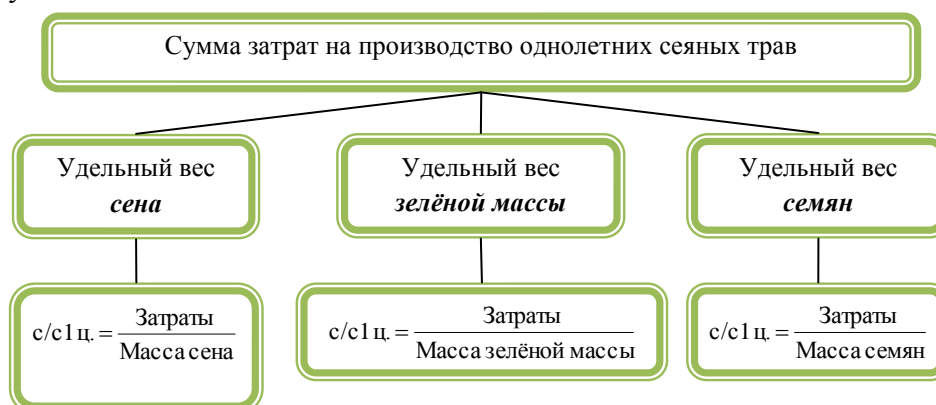 Сумма затрат на производство однолетних сеяных трав
Удельный вес
сена
Удельный вес
зелёной массы
Удельный вес
семян
с/с1ц. = Затраты
Масса сена
с/с1ц. = Затраты
Масса зелёной массы
с/с1ц. = Затраты
Масса семян